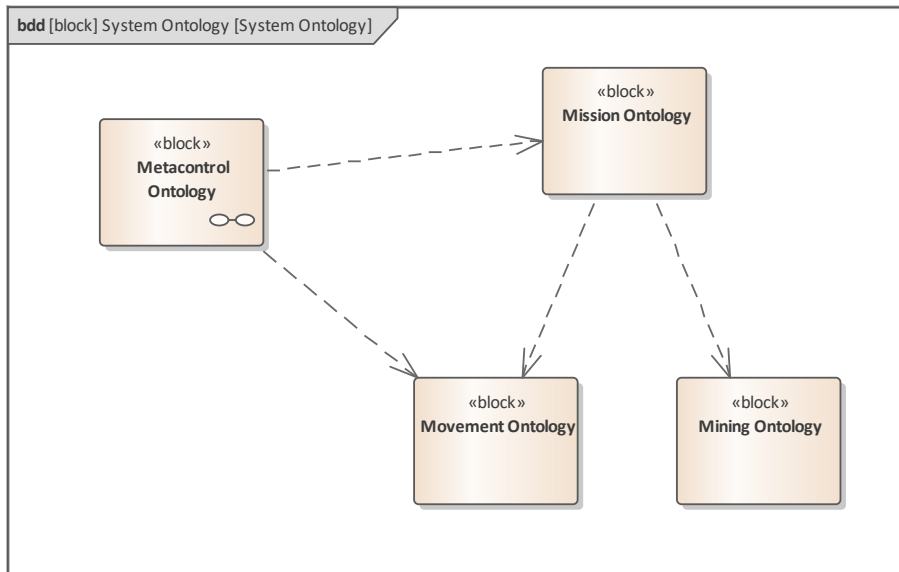 bdd [block] System Ontology [System Ontology]
«block»
Mission Ontology
«block»
Metacontrol
Ontology
«block»
Movement Ontology
«block»
Mining Ontology